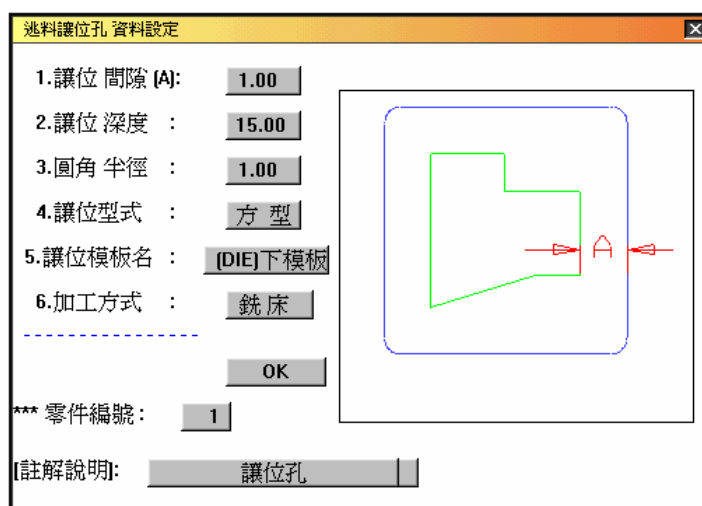 逃料讓位孔 資料設定
1.讓位 間隙 (A): 1.00
2.讓位 深度 : 15.00
3.圓角 半徑 : 1.00
4.讓位型式 : 方 型
5.讓位模板名 : (DIE)下模板
6.加工方式 : 銑床
A
OK
*** 零件編號: 1
[註解說明]: 讓位孔